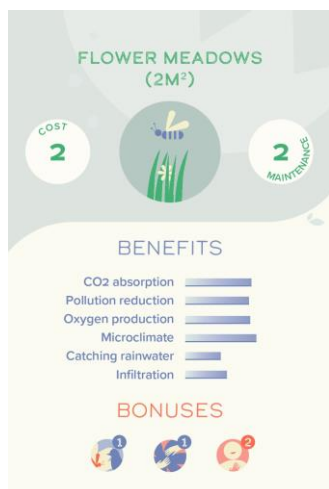 FLOWER MEADOWS
(2M²)
COST
2
2
MAINTENANCE
BENEFITS
CO2 absorption
Pollution reduction
Oxygen production
Microclimate
Catching rainwater
Infiltration
BONUSES
1
1
2